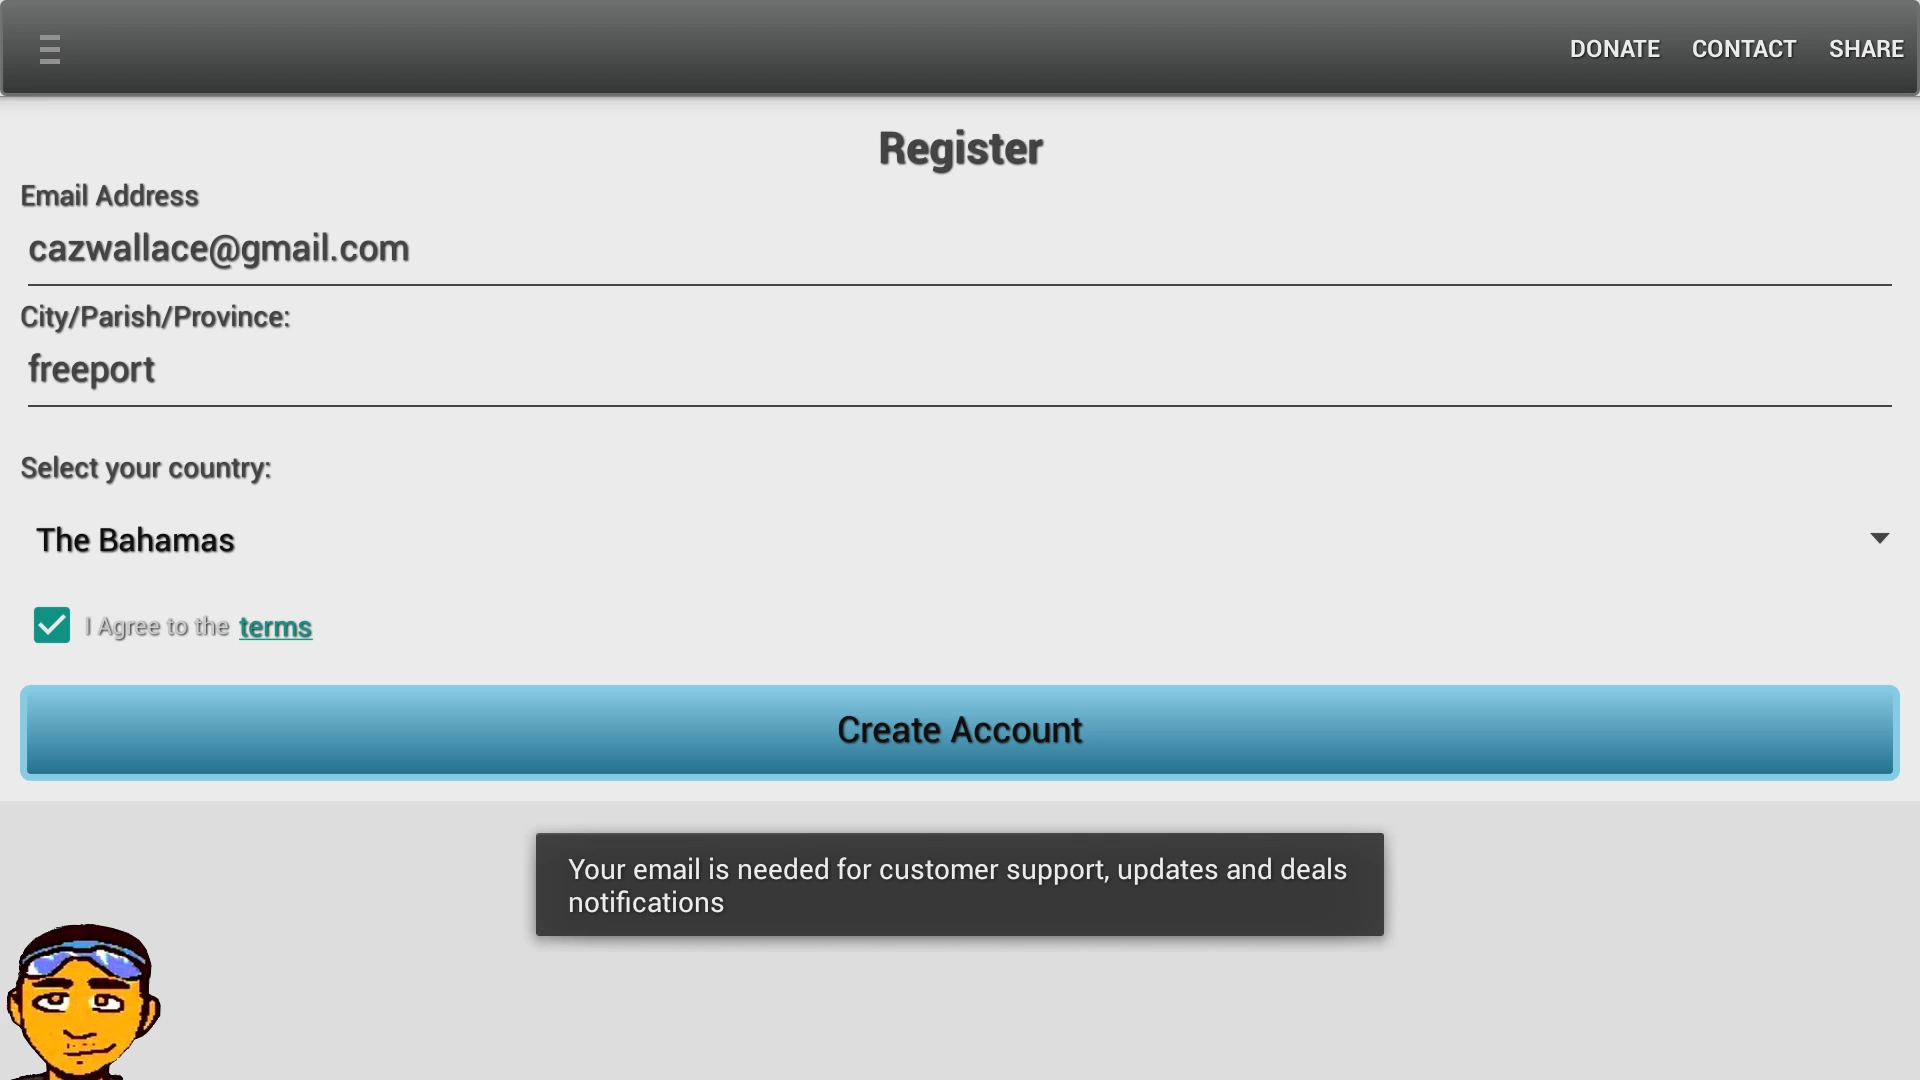 DONATE CONTACT SHARE
Register
Email Address
cazwallace@gmail.com
City/Parish/Province:
freeport
Select your country:
The Bahamas
I Agree to the terms
Create Account
Your email is needed for customer support, updates and deals
notifications